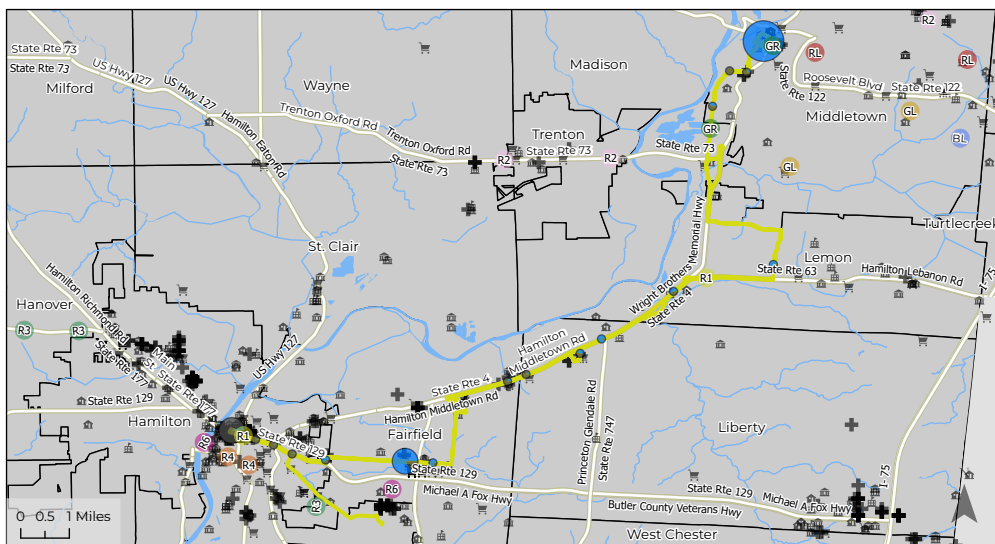 R2
GR
RL
RL
State Rte 73
State Rte 73
US Hwy 127
US Hwy 127
Madison
State Rte 122
Roosevelt Blvd
State Rte 122
Milford
Wayne
GL
Middletown
Trenton Oxford Rd
Hamilton Eaton Rd
Trenton Oxford Rd
Trenton
GR
BL
State Rte 73
State Rte 73
State Rte 73
R2
R2
GL
Turtlecreek
St. Clair
Wright Brothers Memorial Hwy
Lemon
State Rte 63
Hamilton Lebanon Rd
R1
I-75
State Rte 4
Hamilton Richmond Rd
Hanover
R3
R3
Hamilton
Middletown Rd
State Rte 177
Main
St
State Rte 177
US Hwy 127
State Rte 4
Hamilton Middletown Rd
State Rte 129
Princeton Glendale Rd
State Rte 747
Hamilton
Fairfield
Liberty
R6
R1
State Rte 129
R4
R4
State Rte 129
R6
Michael A Fox Hwy
State Rte 129
Michael A Fox Hwy
Butler County Veterans Hwy
I-75
R3
0 0.5 1 Miles
West Chester